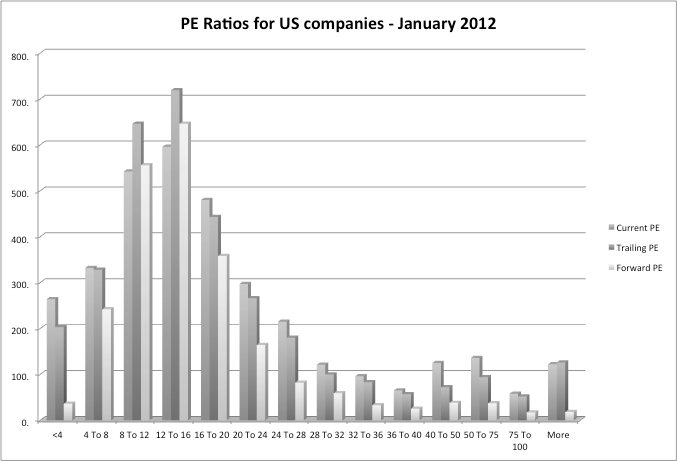 PE Ratios for US companies - January 2012
800.
700.
600.
500.
400.
300.
200.
100.
0.
<4 4 To 8 8 To 12 12 To 16 16 To 20 20 To 24 24 To 28 28 To 32 32 To 36 36 To 40 40 To 50 50 To 75 75 To More
100
Current PE
Trailing PE
Forward PE